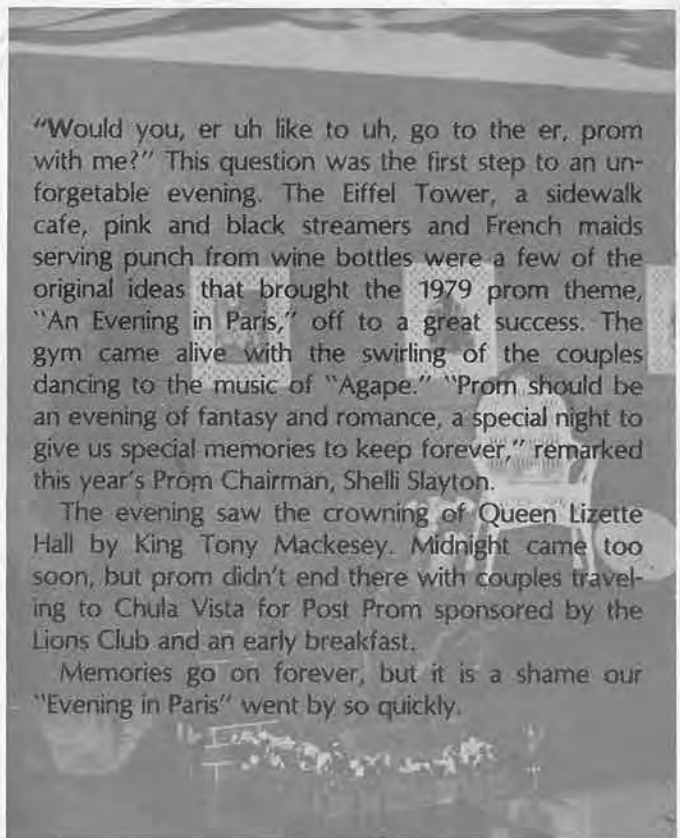 "Would you, er uh like to uh, go to the er, prom
with me?" This question was the first step to an un-
forgetable evening. The Eiffel Tower, a sidewalk
cafe, pink and black streamers and French maids
serving punch from wine bottles were a few of the
original ideas that brought the 1979 prom theme,
"An Evening in Paris," off to a great success. The
gym came alive with the swirling of the couples
dancing to the music of "Agape." "Prom should be
an evening of fantasy and romance, a special night to
give us special memories to keep forever," remarked
this year's Prom Chairman, Shelli Slayton.
The evening saw the crowning of Queen Lizette
Hall by King Tony Mackesey. Midnight came too
soon, but prom didn't end there with couples travel-
ing to Chula Vista for Post Prom sponsored by the
Lions Club and an early breakfast.
Memories go on forever, but it is a shame our
"Evening in Paris" went by so quickly.